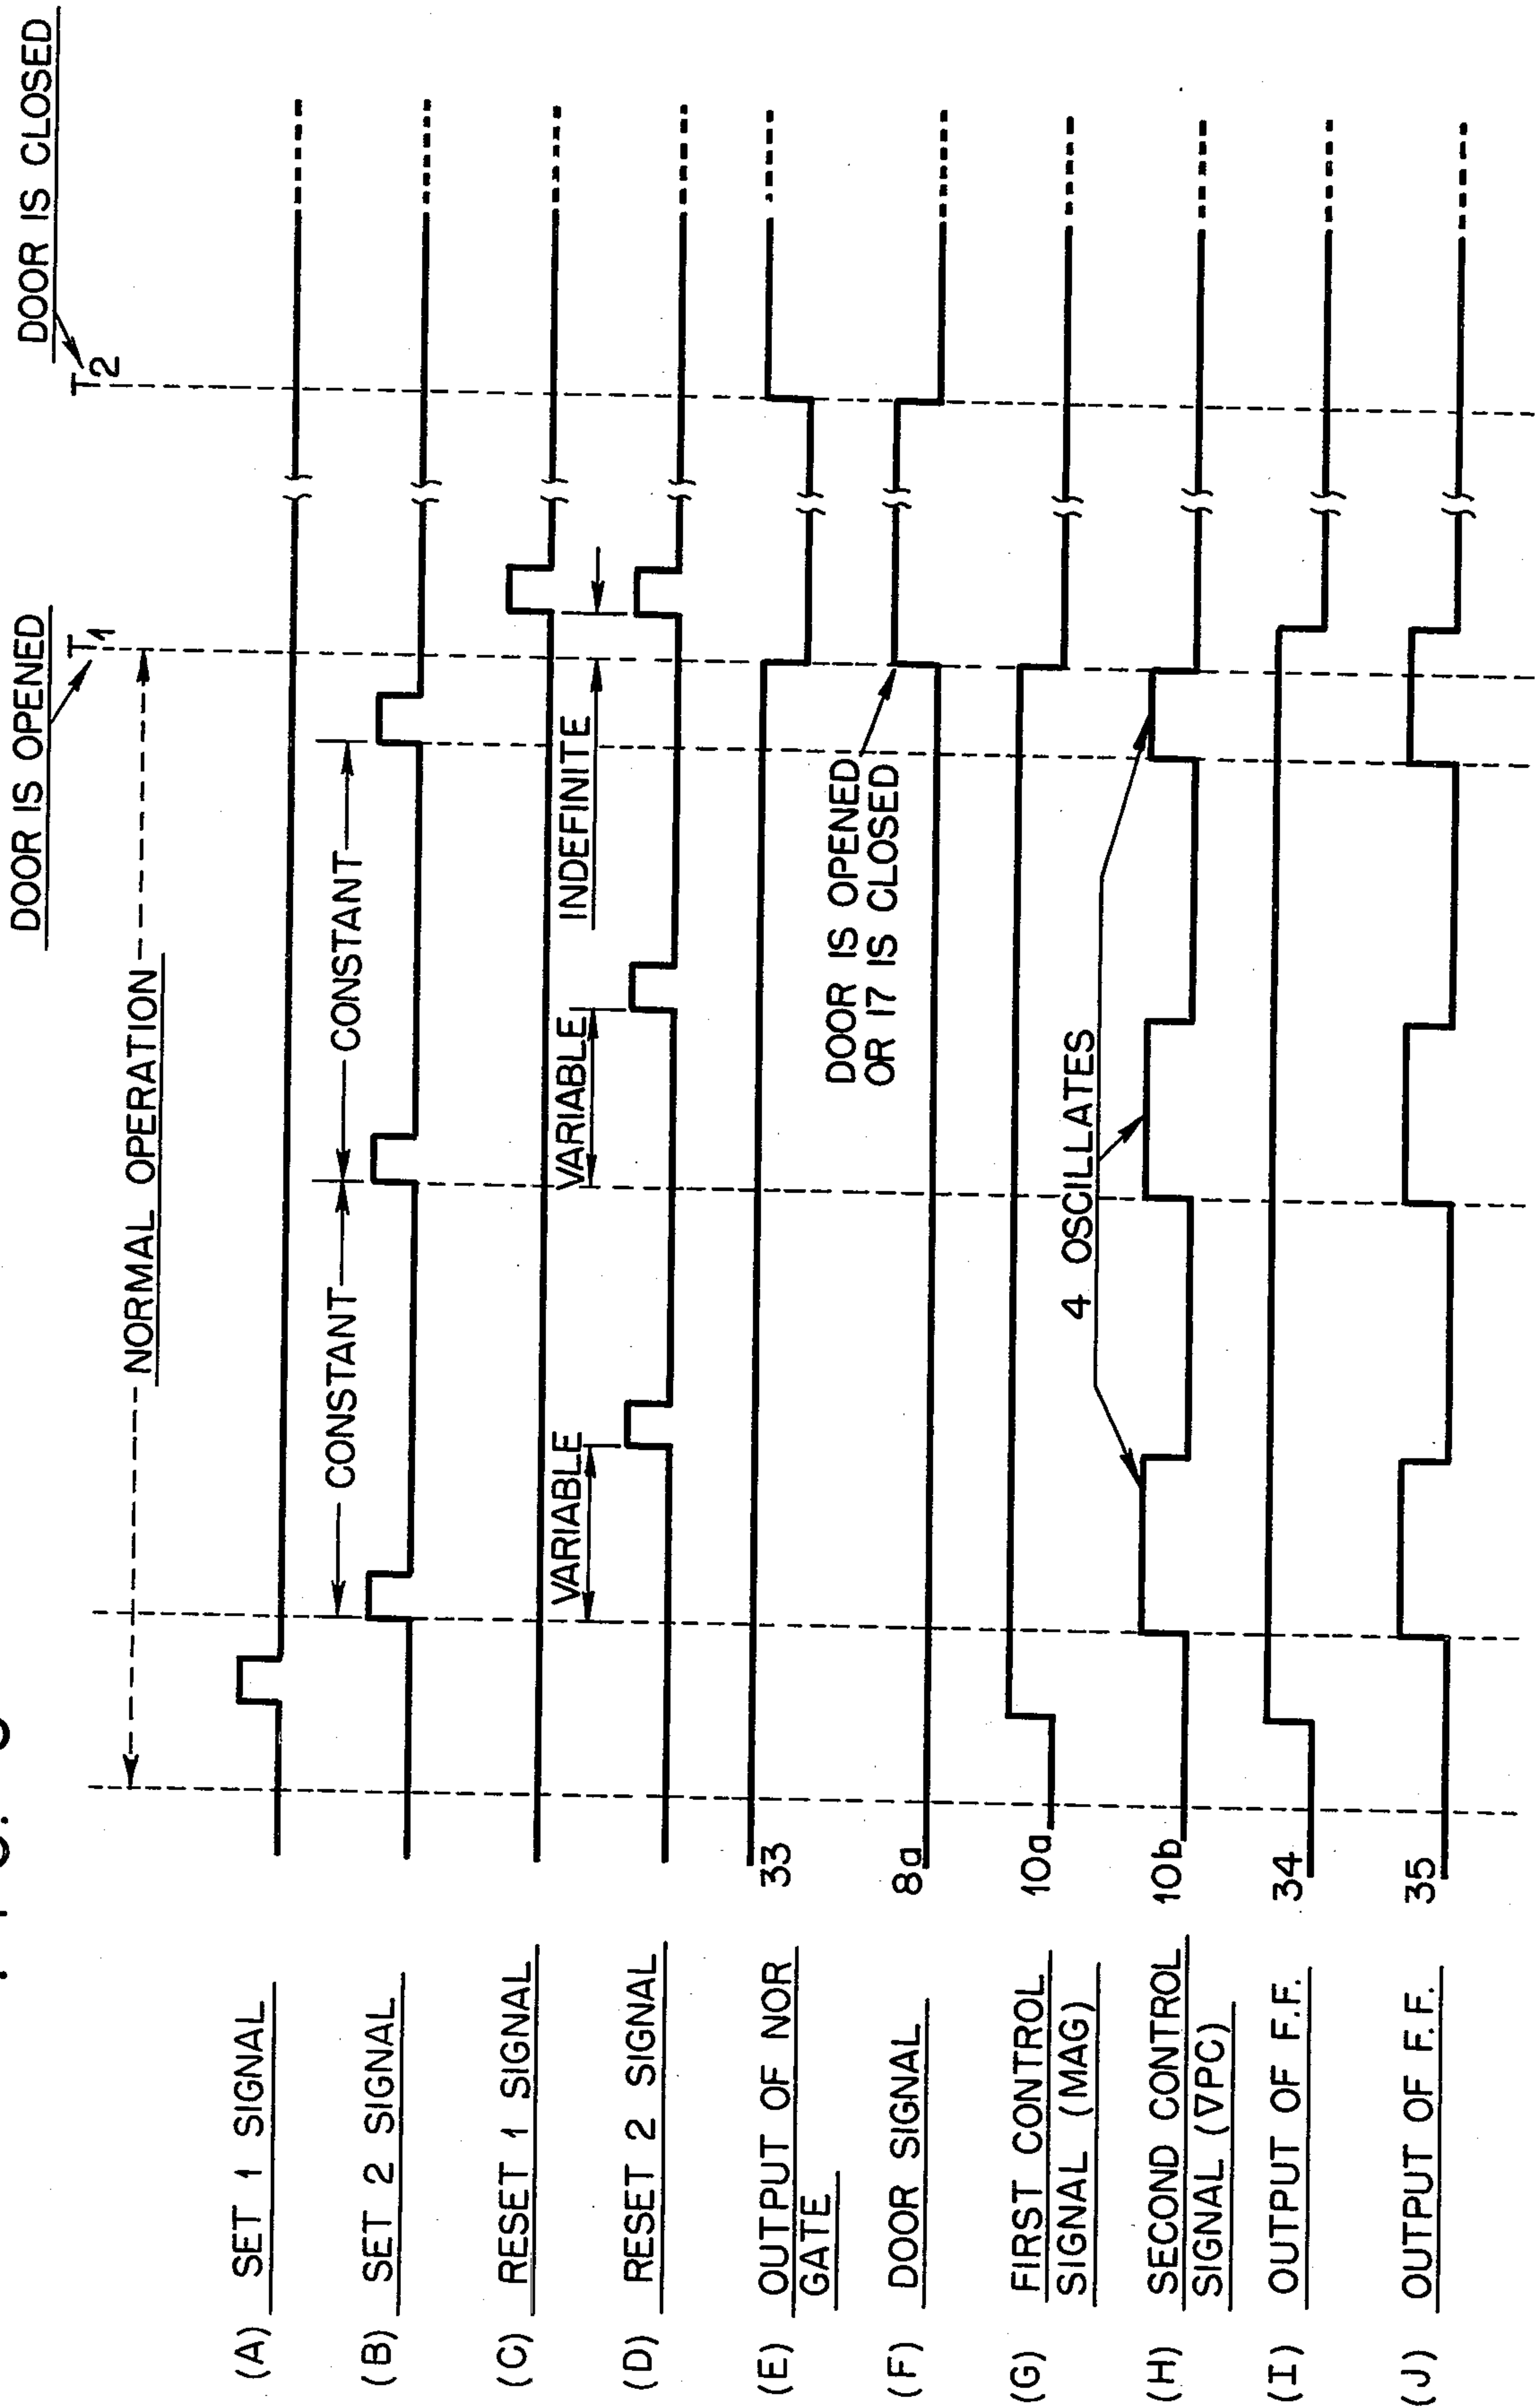 DOOR IS OPENED
DOOR IS CLOSED
T1
T2
NORMAL OPERATION
(A) SET 1 SIGNAL
(B) SET 2 SIGNAL
CONSTANT
CONSTANT
(C) RESET 1 SIGNAL
VARIABLE
VARIABLE
INDEFINITE
(D) RESET 2 SIGNAL
(E) OUTPUT OF NOR
GATE
33
DOOR IS OPENED
OR 17 IS CLOSED
(F) DOOR SIGNAL
8a
(G) FIRST CONTROL
SIGNAL (MAG)
10a
4 OSCILLATES
(H) SECOND CONTROL
SIGNAL (VPC)
10b
(I) OUTPUT OF F.F.
34
(J) OUTPUT OF F.F.
35